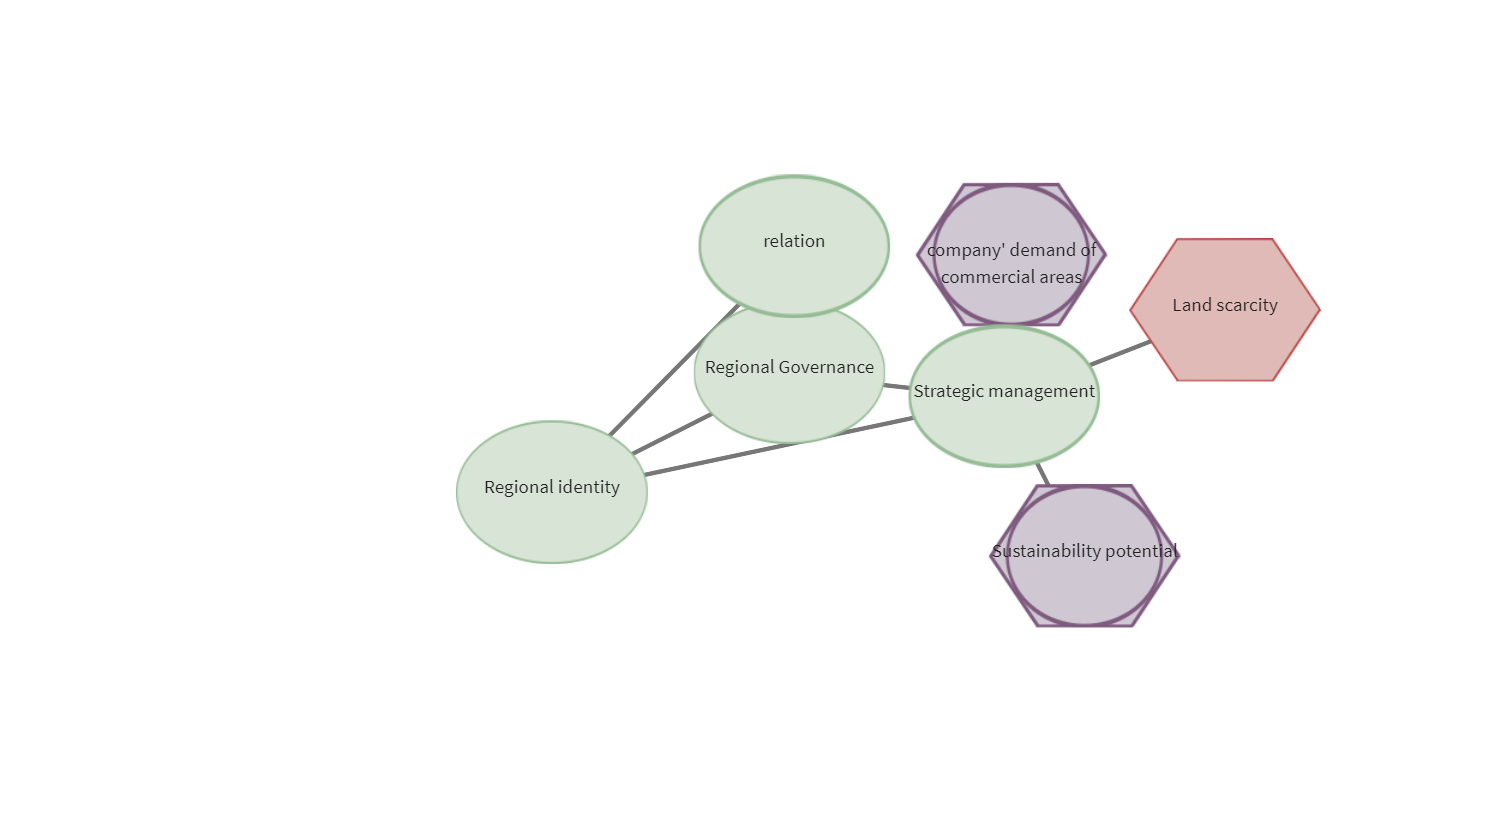 relation
company' demand of
commercial areas
Land scarcity
Regional Governance
Strategic management
Regional identity
Sustainability potential